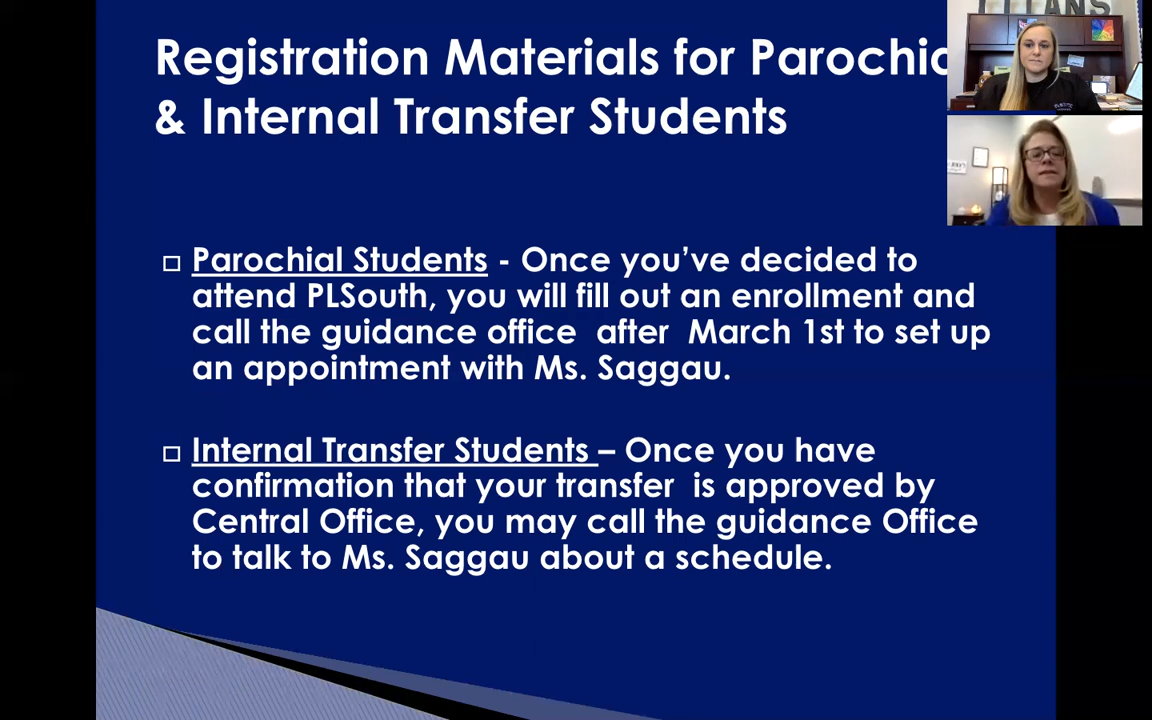 TITANS
Registration Materials for Parochia
& Internal Transfer Students
Parochial Students - Once you’ve decided to
attend PLSouth, you will fill out an enrollment and
call the guidance office  after  March 1st to set up
an appointment with Ms. Saggau.
Internal Transfer Students – Once you have
confirmation that your transfer  is approved by
Central Office, you may call the guidance Office
to talk to Ms. Saggau about a schedule.